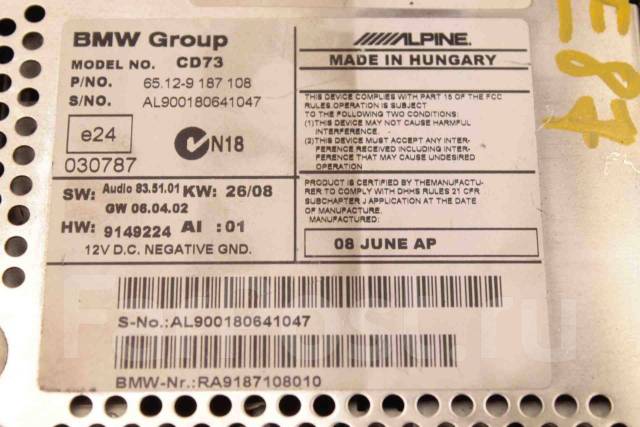 BMW Group
MODEL NO. CD73
P/NO. 65.12-9 187 108
S/NO. AL900180641047
e24
030787
N18
SW: Audio 83.51.01 KW: 26/08
GW 06.04.02
HW: 9149224 AI :01
12V D.C. NEGATIVE GND.
ALPINE
MADE IN HUNGARY
THIS DEVICE COMPLIES WITH PART 15 OF THE FCC
RULES.OPERATION IS SUBJECT
TO THE FOLLOWING TWO CONDITIONS:
(1)THIS DEVICE MAY NOT CAUSE HARMFUL
INTERFERENCE
(2)THIS DEVICE MUST ACCEPT ANY INTER-
FERENCE RECEIVED INCLUDING INTER-
FERENCE THAT MAY CAUSE UNDESIRED
OPERATION
PRODUCT IS CERTIFIED BY THEMANUFACTU-
RER TO COMPLY WITH DHHS RULES 21 CFR
SUBCHAPTER J APPLICATION AT THE DATE
OF MANUFACTURE.
MANUFACTURED:
08 JUNE AP
S-No.:AL900180641047
BMW-Nr.:RA9187108010
E87
FarPost.ru